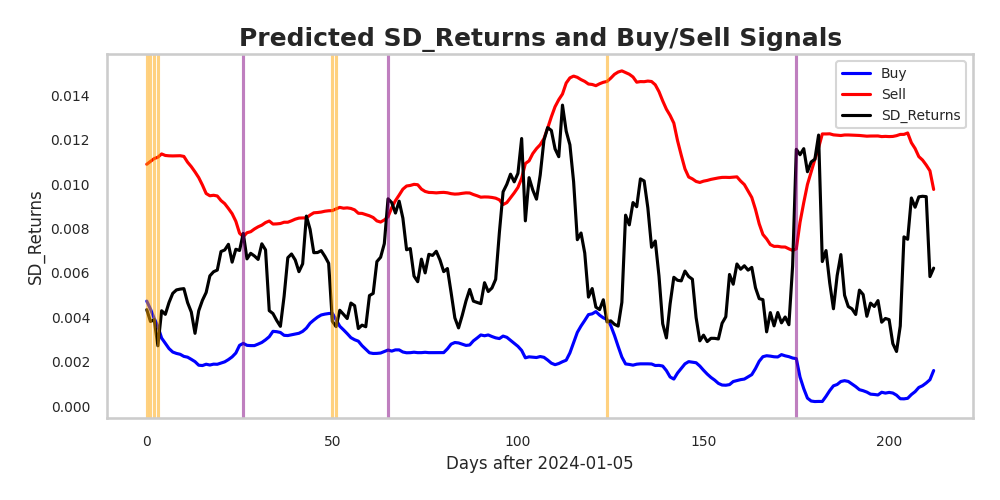 Predicted SD_Returns and Buy/Sell Signals
Buy
Sell
SD_Returns
SD_Returns
0.014
0.012
0.010
0.008
0.006
0.004
0.002
0.000
0 50 100 150 200
Days after 2024-01-05